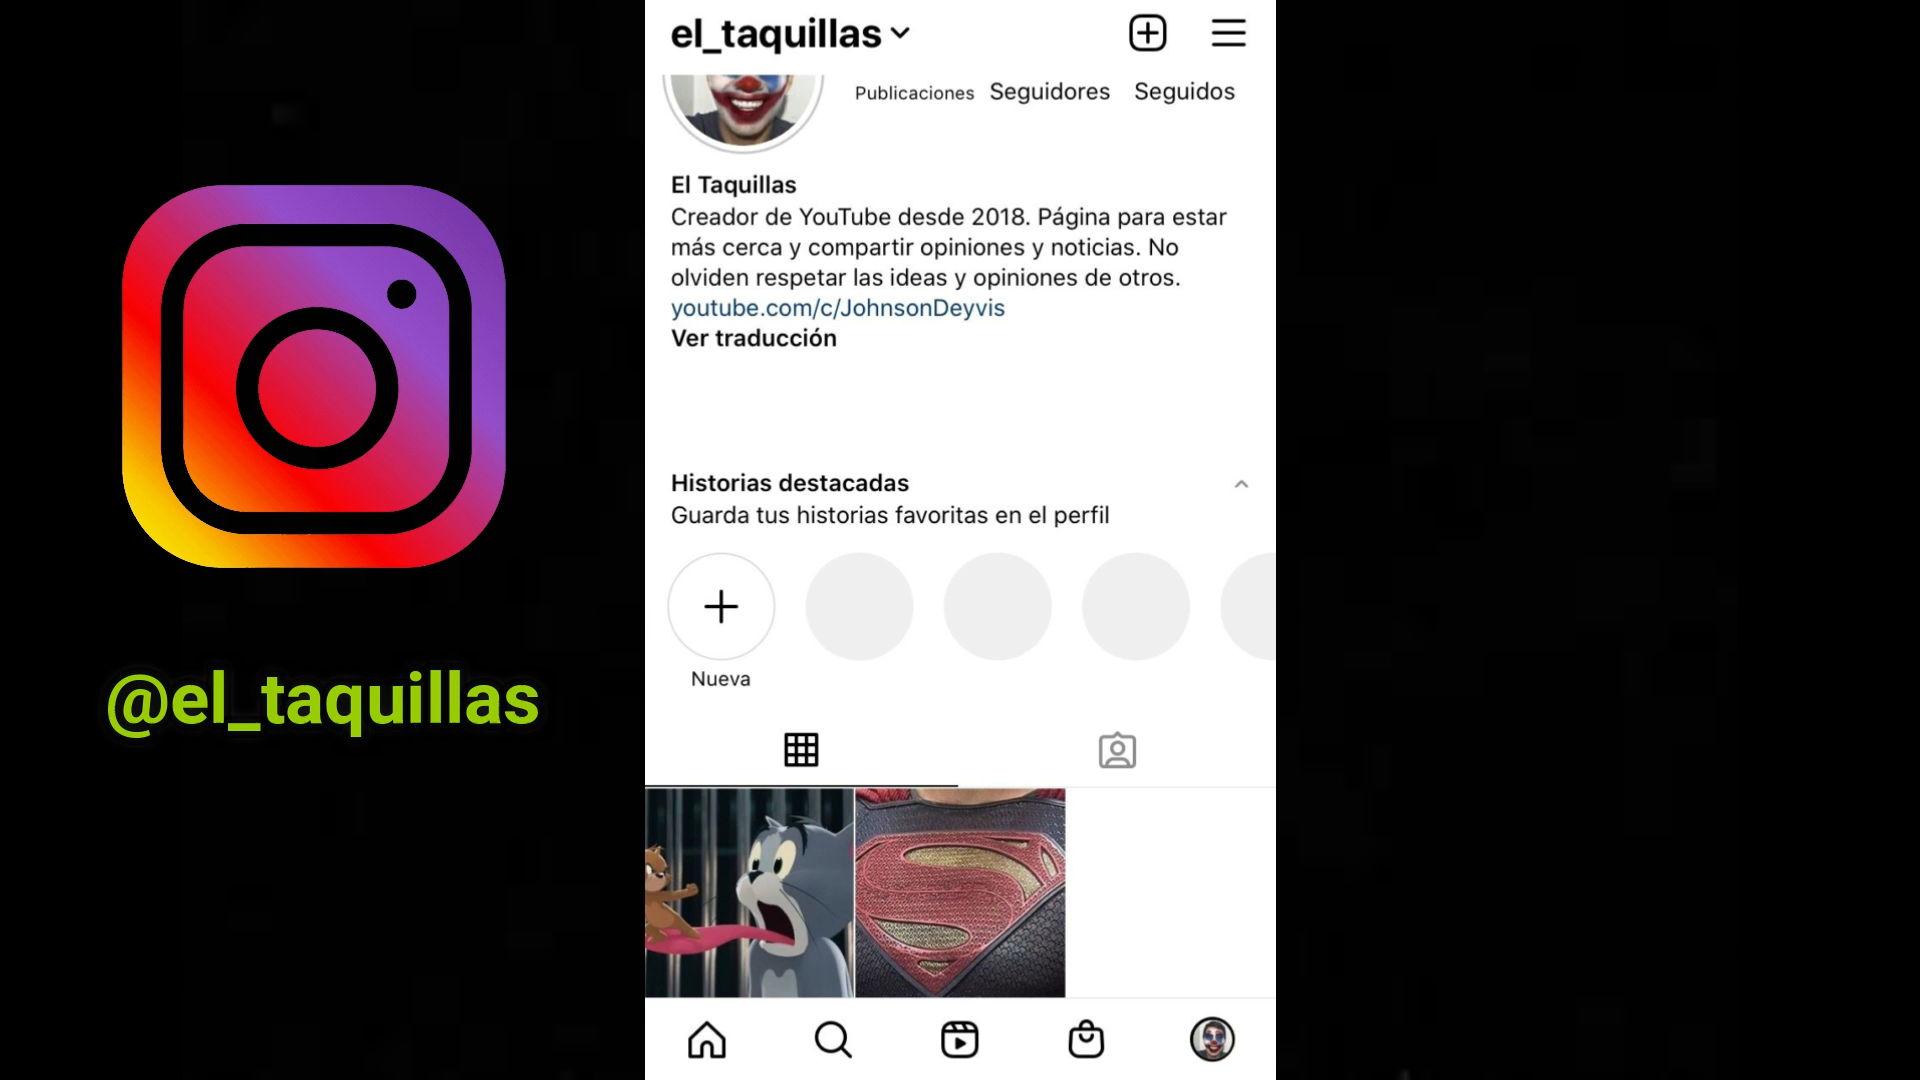 el_taquillas
Publicaciones Seguidores Seguidos
El Taquillas
Creador de YouTube desde 2018. Página para estar
más cerca y compartir opiniones y noticias. No
olviden respetar las ideas y opiniones de otros.
youtube.com/c/JohnsonDeyvis
Ver traducción
Historias destacadas
Guarda tus historias favoritas en el perfil
Nueva
@el_taquillas